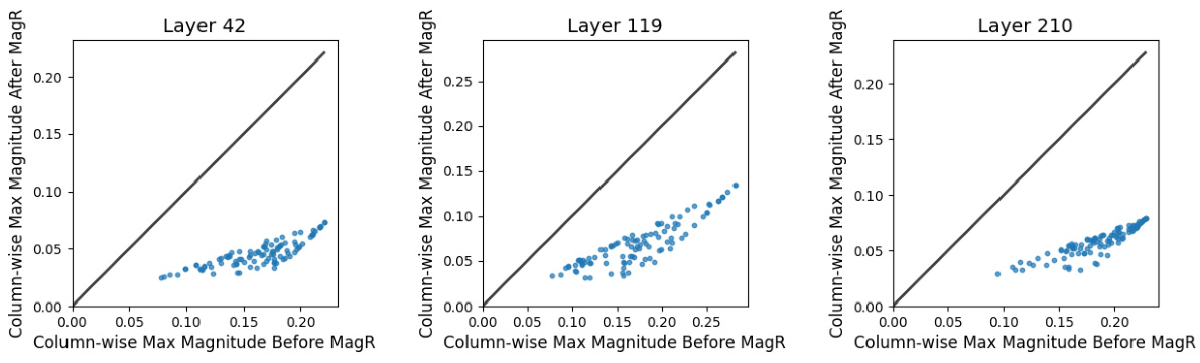 Layer 42
Column-wise Max Magnitude After MagR
0.20
0.15
0.10
0.05
0.00
0.00 0.05 0.10 0.15 0.20
Column-wise Max Magnitude Before MagR
Layer 119
Column-wise Max Magnitude After MagR
0.25
0.20
0.15
0.10
0.05
0.00
0.00 0.05 0.10 0.15 0.20 0.25
Column-wise Max Magnitude Before MagR
Layer 210
Column-wise Max Magnitude After MagR
0.20
0.15
0.10
0.05
0.00
0.00 0.05 0.10 0.15 0.20
Column-wise Max Magnitude Before MagR